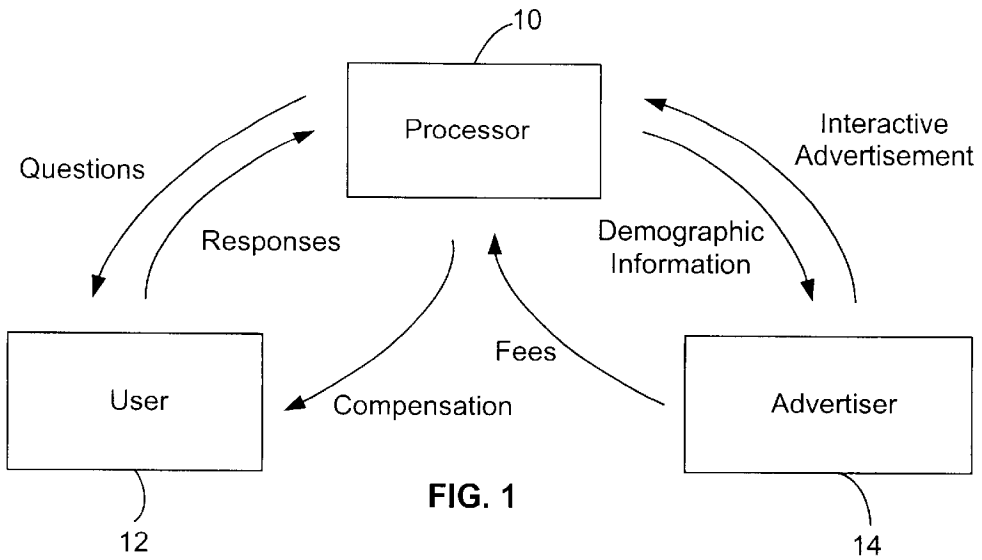 10
Processor
Interactive
Advertisement
Questions
Responses
Demographic
Information
Fees
User
Compensation
Advertiser
FIG. 1
12
14